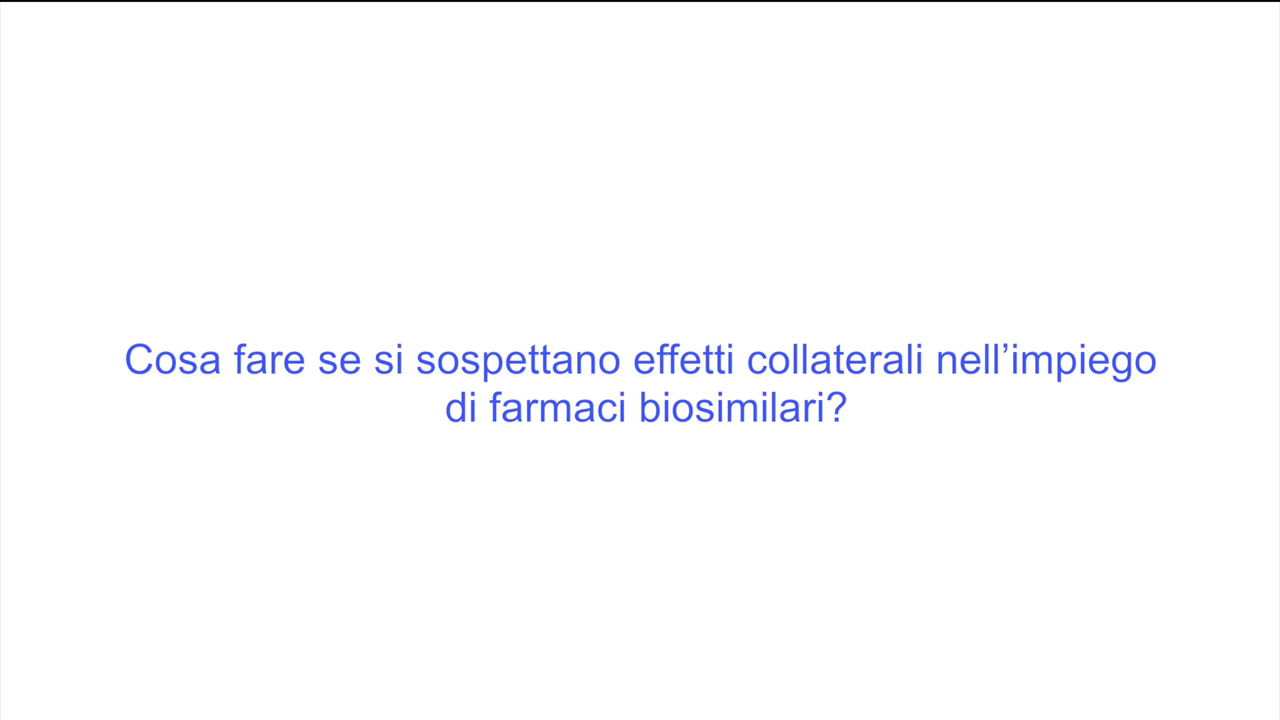 Cosa fare se si sospettano effetti collaterali nell’impiego
di farmaci biosimilari?